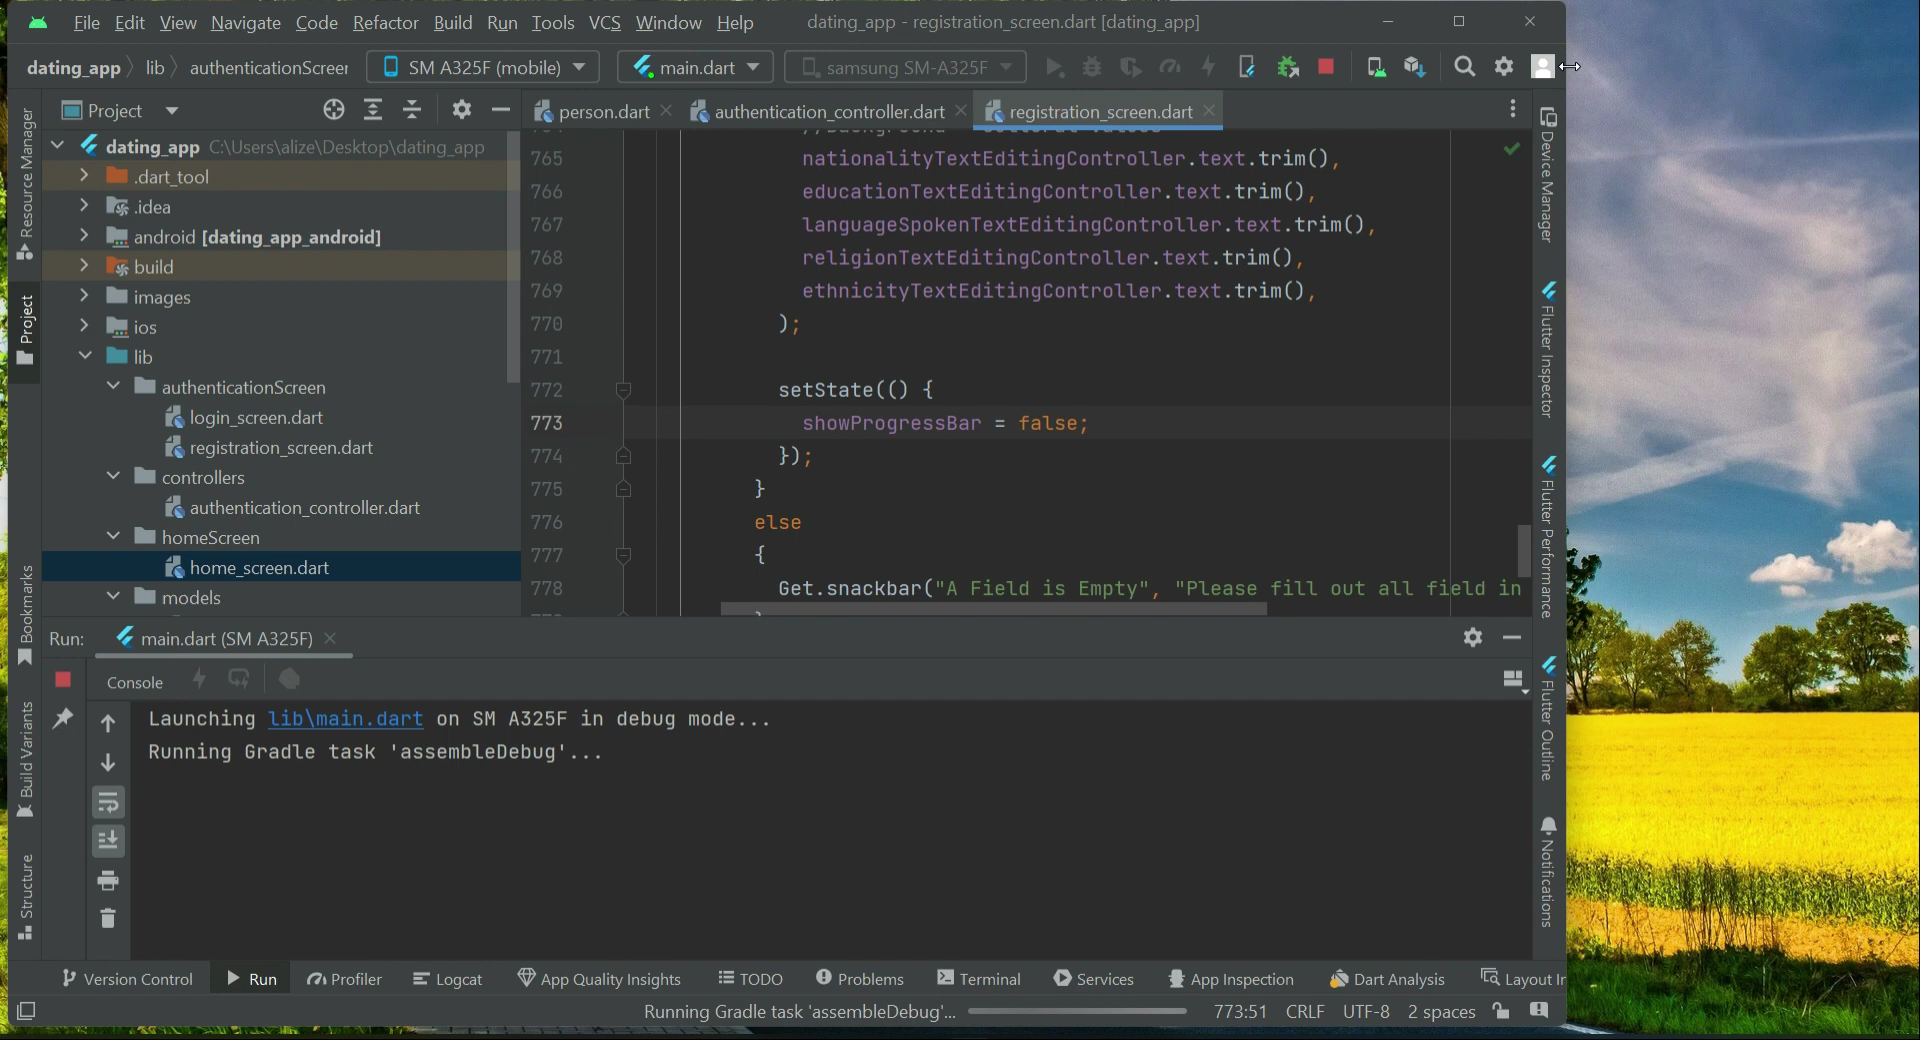 File Edit View Navigate Code Refactor Build Run Tools VCS Window Help dating_app - registration_screen.dart [dating_app]
dating_app lib authenticationScreer SM A325F (mobile) main.dart samsung SM-A325F
Project
person.dart authentication_controller.dart registration_screen.dart
dating_app C:\Users\alize\Desktop\dating_app
.dart_tool
.idea
android [dating_app_android]
build
images
ios
lib
authenticationScreen
login_screen.dart
registration_screen.dart
controllers
authentication_controller.dart
homeScreen
home_screen.dart
models
765 nationalityTextEditingController.text.trim(),
766 educationTextEditingController.text.trim(),
767 languageSpokenTextEditingController.text.trim(),
768 religionTextEditingController.text.trim(),
769 ethnicityTextEditingController.text.trim(),
770 );
771
772 setState(() {
773 showProgressBar = false;
774 });
775 }
776 else
777 {
778 Get.snackbar("A Field is Empty", "Please fill out all field in
Resource Manager
Project
Bookmarks
Build Variants
Structure
Device Manager
Flutter Inspector
Flutter Performance
Flutter Outline
Notifications
Run: main.dart (SM A325F)
Console
Launching lib\main.dart on SM A325F in debug mode...
Running Gradle task 'assembleDebug'...
Version Control Run Profiler Logcat App Quality Insights TODO Problems Terminal Services App Inspection Dart Analysis Layout In
Running Gradle task 'assembleDebug'... 773:51 CRLF UTF-8 2 spaces